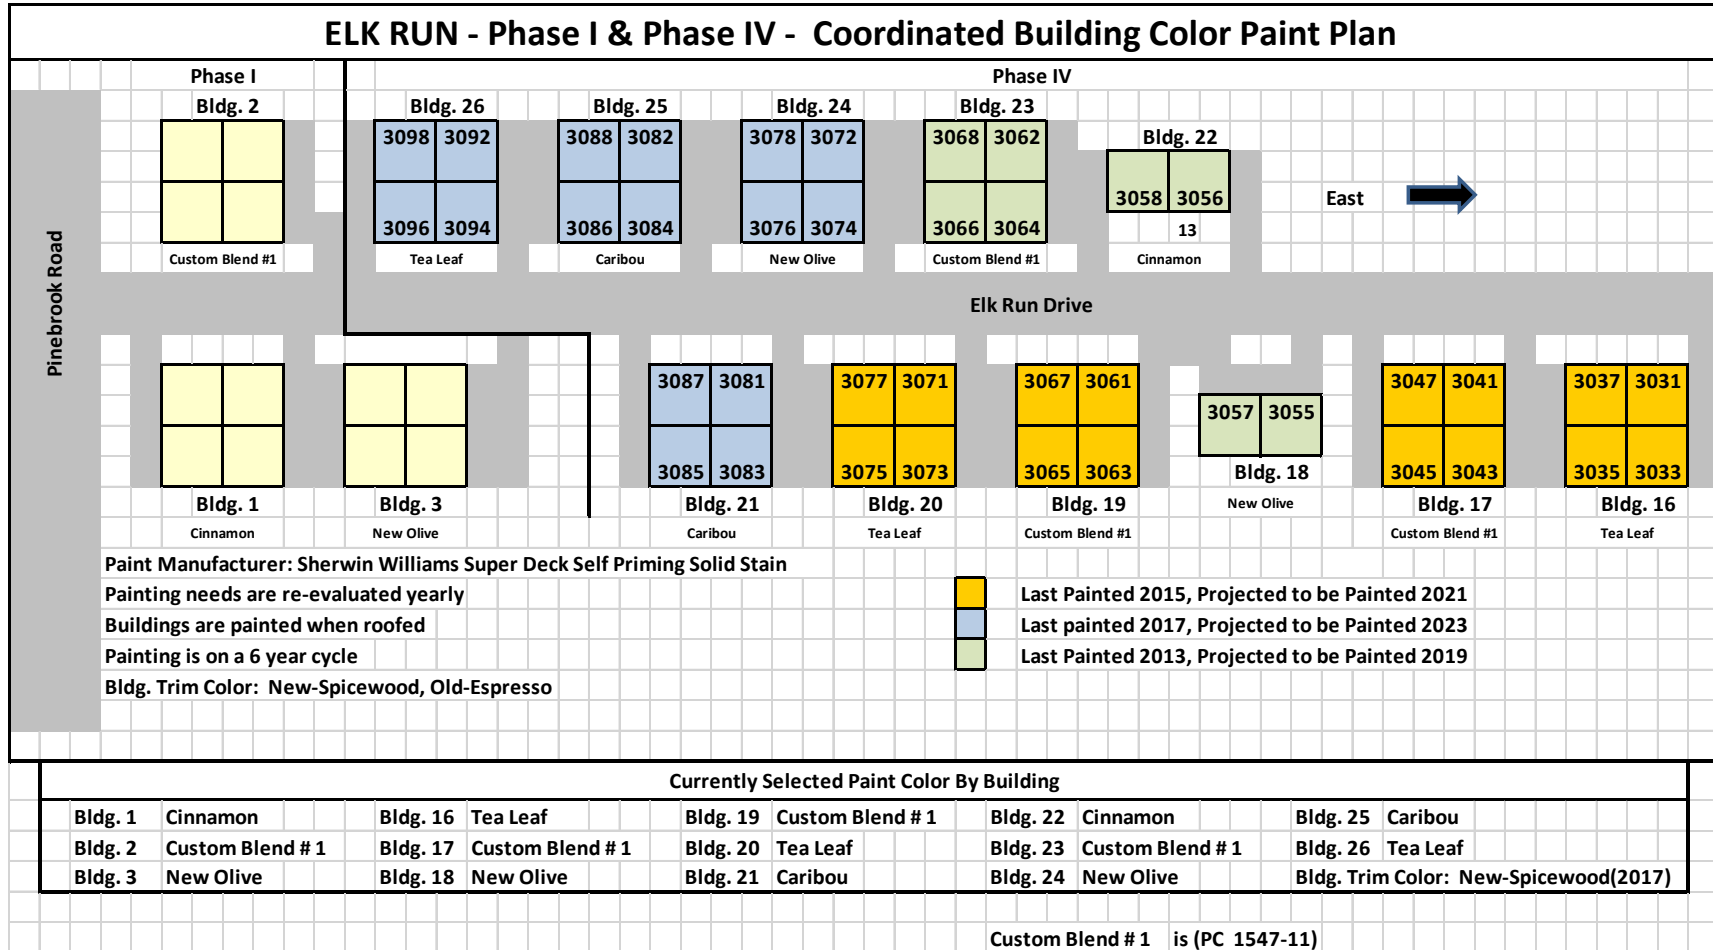 ELK RUN - Phase I & Phase IV -  Coordinated Building Color Paint Plan
Phase I Phase IV
Bldg. 2 Bldg. 26 Bldg. 25 Bldg. 24 Bldg. 23
3098 3092 3088 3082 3078 3072 3068 3062 Bldg. 22
3058 3056 East
3096 3094 3086 3084 3076 3074 3066 3064 13
Custom Blend #1 Tea Leaf Caribou New Olive Custom Blend #1 Cinnamon
Elk Run Drive
Pinebrook Road
3087 3081 3077 3071 3067 3061 3047 3041 3037 3031
3057 3055
3085 3083 3075 3073 3065 3063 Bldg. 18 3045 3043 3035 3033
Bldg. 1 Bldg. 3 Bldg. 21 Bldg. 20 Bldg. 19 New Olive Bldg. 17 Bldg. 16
Cinnamon New Olive Caribou Tea Leaf Custom Blend #1 Custom Blend #1 Tea Leaf
Paint Manufacturer: Sherwin Williams Super Deck Self Priming Solid Stain
Painting needs are re-evaluated yearly Last Painted 2015, Projected to be Painted 2021
Buildings are painted when roofed Last painted 2017, Projected to be Painted 2023
Painting is on a 6 year cycle Last Painted 2013, Projected to be Painted 2019
Bldg. Trim Color:  New-Spicewood, Old-Espresso
Currently Selected Paint Color By Building
Bldg. 1 Cinnamon Bldg. 16 Tea Leaf Bldg. 19 Custom Blend # 1 Bldg. 22 Cinnamon Bldg. 25 Caribou
Bldg. 2 Custom Blend # 1 Bldg. 17 Custom Blend # 1 Bldg. 20 Tea Leaf Bldg. 23 Custom Blend # 1 Bldg. 26 Tea Leaf
Bldg. 3 New Olive Bldg. 18 New Olive Bldg. 21 Caribou Bldg. 24 New Olive Bldg. Trim Color:  New-Spicewood(2017)
Custom Blend # 1 is (PC  1547-11)